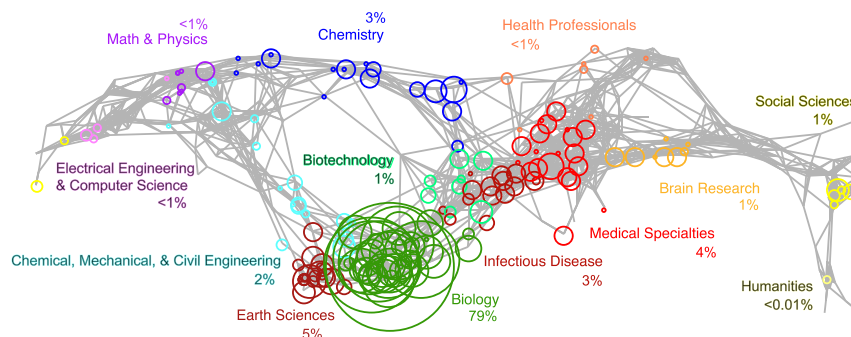 <1%
Math & Physics
3%
Chemistry
Health Professionals
<1%
Social Sciences
1%
Electrical Engineering
& Computer Science
<1%
Biotechnology
1%
Brain Research
1%
Medical Specialties
4%
Chemical, Mechanical, & Civil Engineering
2%
Infectious Disease
3%
Humanities
<0.01%
Biology
79%
Earth Sciences
5%